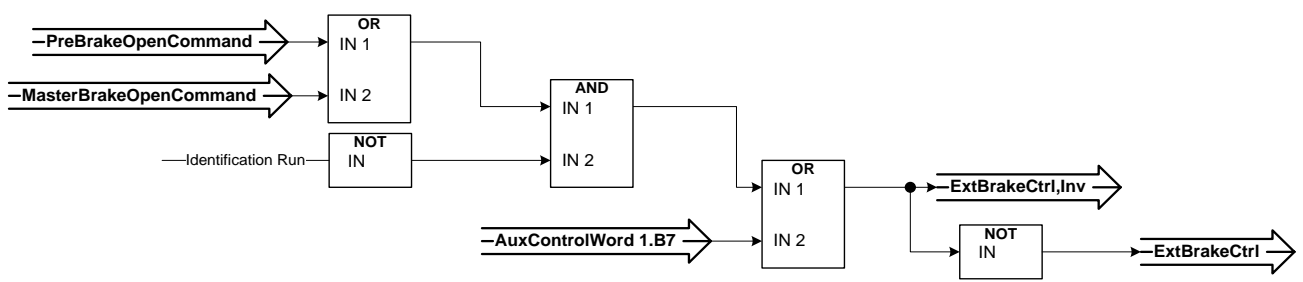 OR
PreBrakeOpenCommand
IN 1
MasterBrakeOpenCommand
IN 2
AND
IN 1
NOT
Identification Run
IN
IN 2
OR
IN 1
ExtBrakeCtrl,Inv
AuxControlWord 1.B7
IN 2
NOT
IN
ExtBrakeCtrl